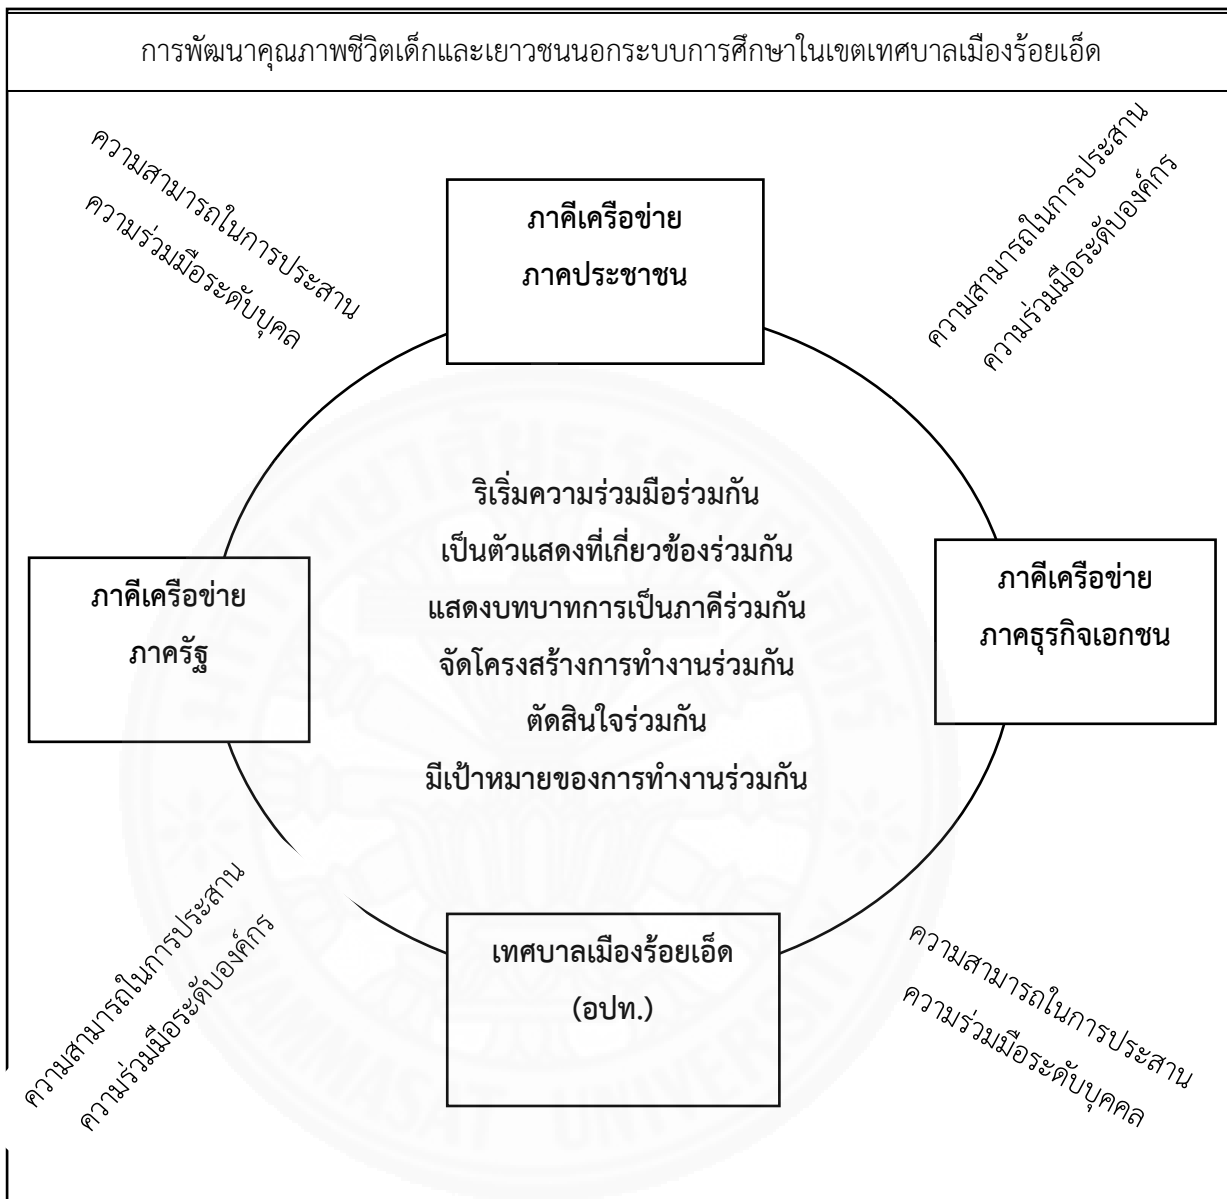 การพัฒนาคุณภาพชีวิตเด็กและเยาวชนนอกระบบการศึกษาในเขตเทศบาลเมืองร้อยเอ็ด
ความสามารถในการประสาน
ความร่วมมือระดับบุคล
ความสามารถในการประสาน
ความร่วมมือระดับองค์กร
ภาคีเครือข่าย
ภาคประชาชน
ริเริ่มความร่วมมือร่วมกัน
เป็นตัวแสดงที่เกี่ยวข้องร่วมกัน
แสดงบทบาทการเป็นภาคีร่วมกัน
จัดโครงสร้างการทำงานร่วมกัน
ตัดสินใจร่วมกัน
มีเป้าหมายของการทำงานร่วมกัน
ภาคีเครือข่าย
ภาครัฐ
ภาคีเครือข่าย
ภาคธุรกิจเอกชน
เทศบาลเมืองร้อยเอ็ด
(อปท.)
ความสามารถในการประสาน
ความร่วมมือระดับองค์กร
ความสามารถในการประสาน
ความร่วมมือระดับบุคคล
มหาวิทยาลัยธรรมศาสตร์
THAMMASAT UNIVERSITY